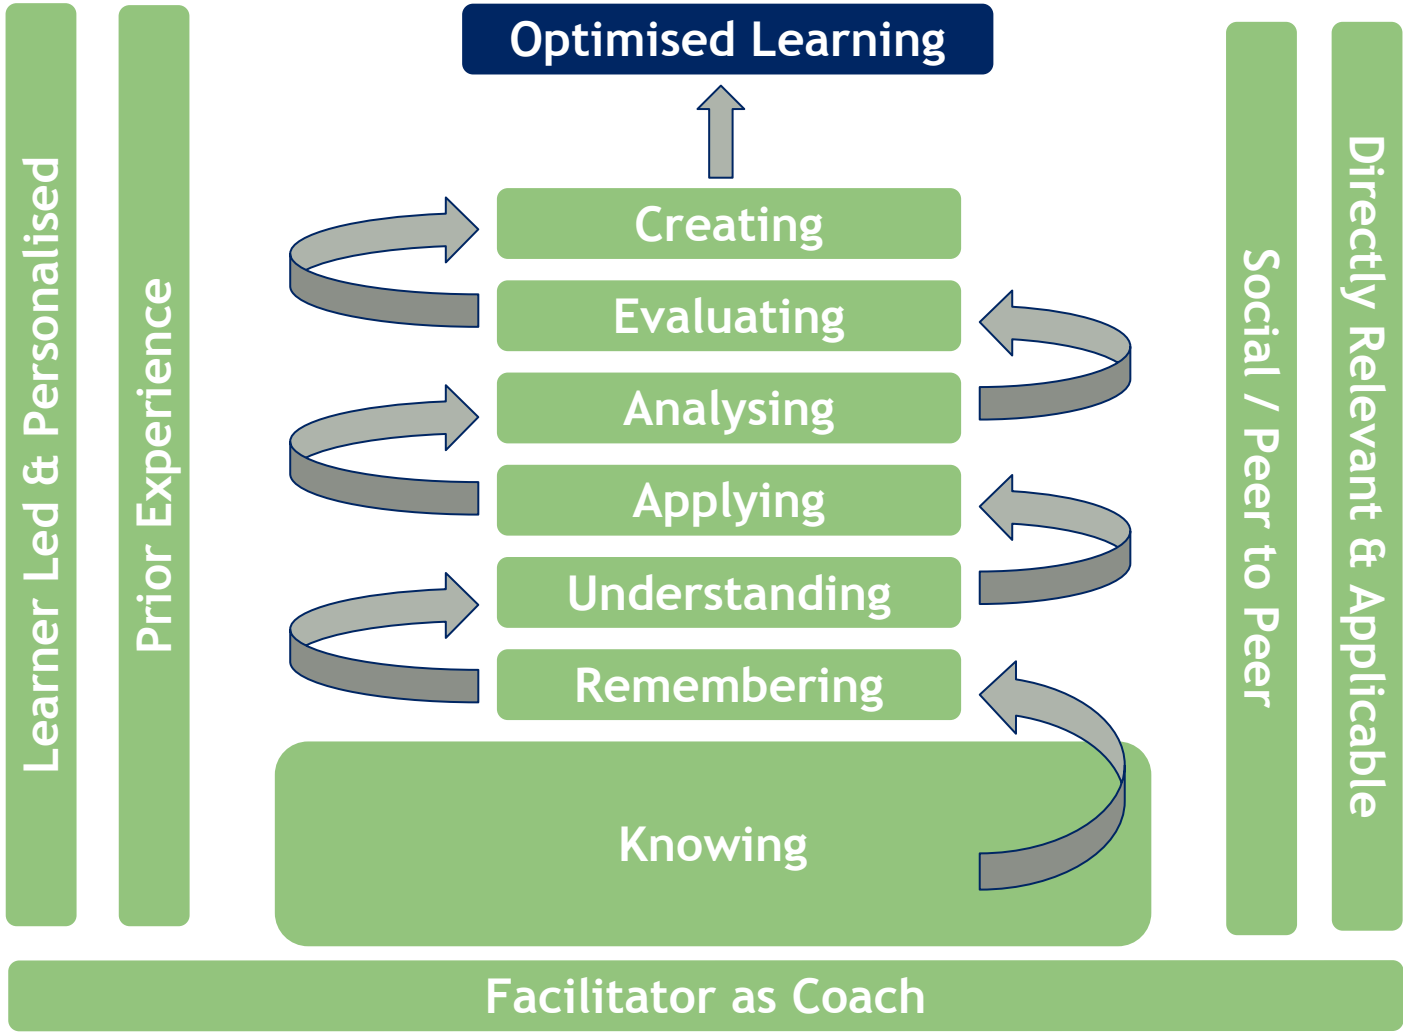 Optimised Learning
Learner Led & Personalised
Prior Experience
Creating
Evaluating
Analysing
Applying
Understanding
Remembering
Knowing
Social / Peer to Peer
Directly Relevant & Applicable
Facilitator as Coach